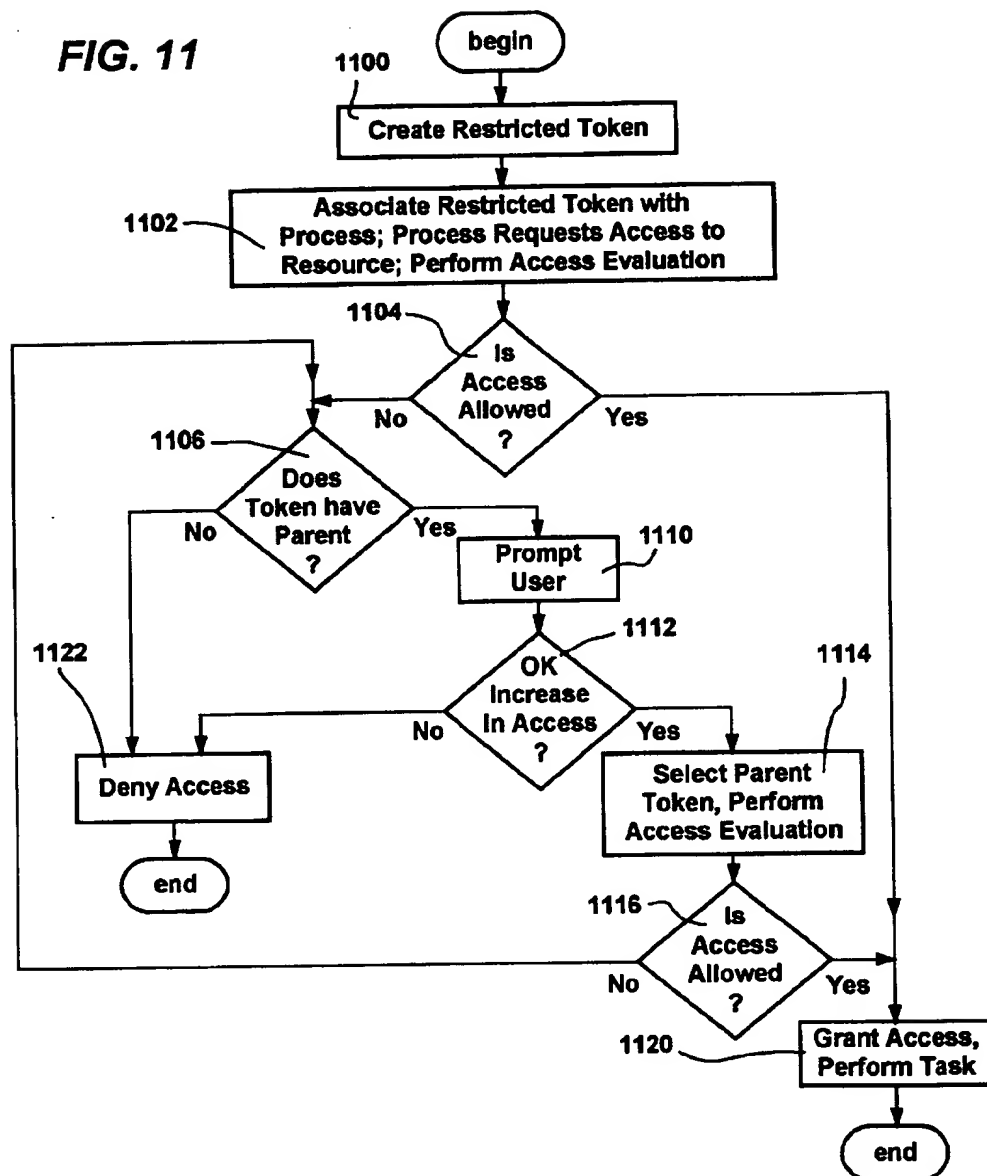 FIG. 11
begin
1100
Create Restricted Token
1102
Associate Restricted Token with
Process; Process Requests Access to
Resource; Perform Access Evaluation
1104
Is
Access
Allowed
?
No
Yes
1106
Does
Token have
Parent
?
No
Yes
1110
Prompt
User
1112
OK
Increase
In Access
?
No
Yes
1122
Deny Access
end
1114
Select Parent
Token, Perform
Access Evaluation
1116
Is
Access
Allowed
?
No
Yes
1120
Grant Access,
Perform Task
end